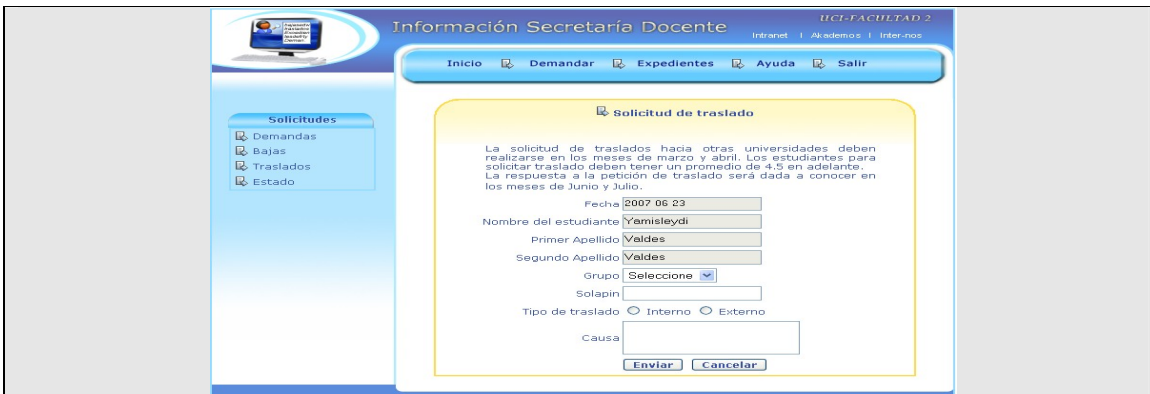 Información Secretaría Docente
UCI-FACULTAD 2
Intranet | Akademos | Inter-nos
Inicio Demandar Expedientes Ayuda Salir
Solicitudes
Demandas
Bajas
Traslados
Estado
Solicitud de traslado
La solicitud de traslados hacia otras universidades deben
realizarse en los meses de marzo y abril. Los estudiantes para
solicitar traslado deben tener un promedio de 4.5 en adelante.
La respuesta a la petición de traslado será dada a conocer en
los meses de Junio y Julio.
Fecha 2007 06 23
Nombre del estudiante Yamisleydi
Primer Apellido Valdes
Segundo Apellido Valdes
Grupo Seleccione
Solapin
Tipo de traslado Interno Externo
Causa
Enviar Cancelar